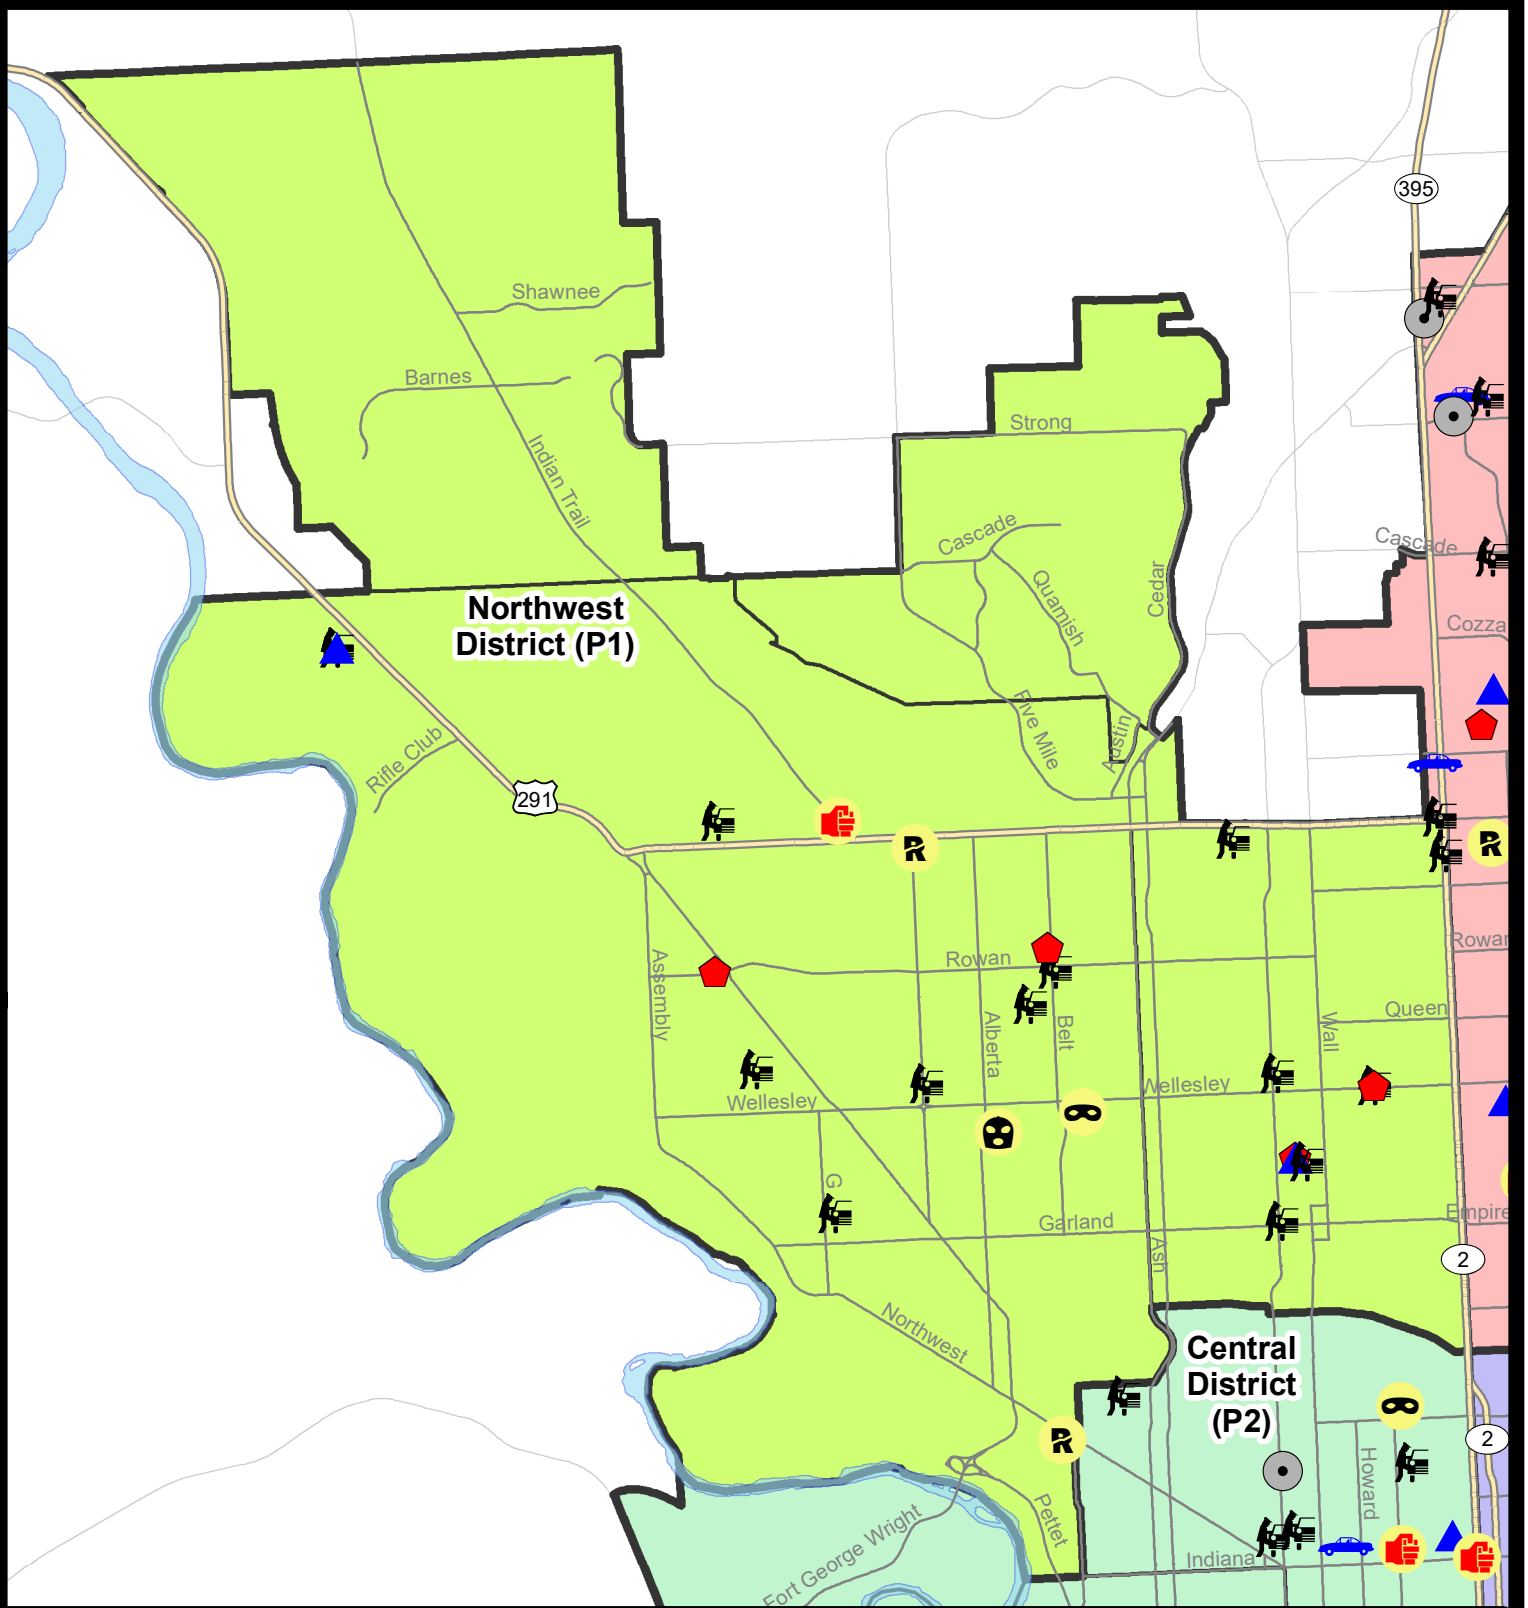 395
Shawnee
Barnes
Strong
Indian Trail
Cascade
Cascade
Quamish
Cedar
Northwest
District (P1)
Cozza
Five Mile
Austin
Rifle Club
291
R
R
Rowan
Rowan
Assembly
Queen
Alberta
Belt
Wall
Wellesley
Wellesley
G
Garland
Empire
Ash
2
Northwest
Central
District
(P2)
R
2
Howard
Pettet
Fort George Wright
Indiana